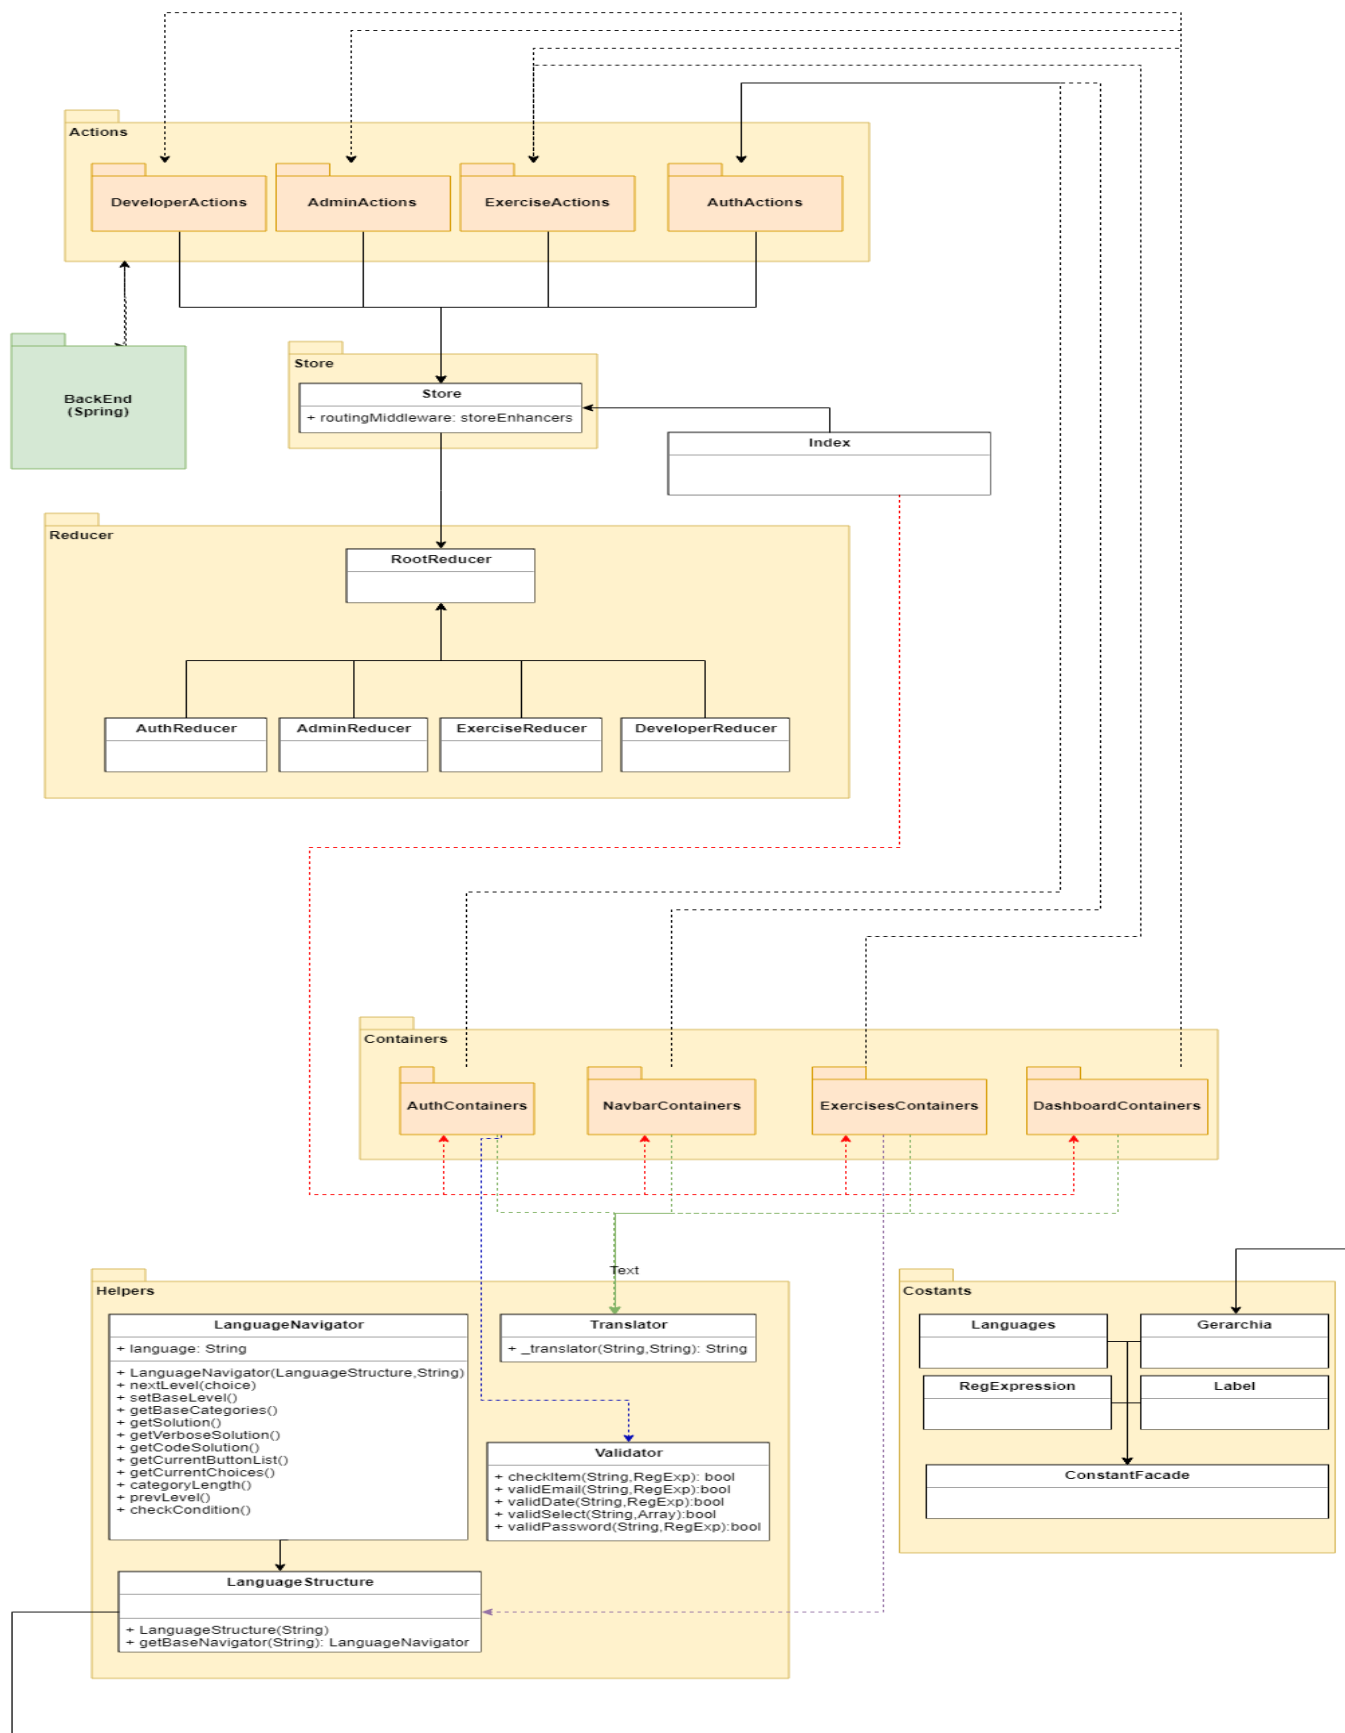 Actions
DeveloperActions
AdminActions
ExerciseActions
AuthActions
BackEnd
(Spring)
Store
Store
+ routingMiddleware: storeEnhancers
Index
Reducer
RootReducer
AuthReducer
AdminReducer
ExerciseReducer
DeveloperReducer
Containers
AuthContainers
NavbarContainers
ExercisesContainers
DashboardContainers
Text
Helpers
LanguageNavigator
+ language: String
+ LanguageNavigator(LanguageStructure,String)
+ nextLevel(choice)
+ setBaseLevel()
+ getBaseCategories()
+ getSolution()
+ getVerboseSolution()
+ getCodeSolution()
+ getCurrentButtonList()
+ getCurrentChoices()
+ categoryLength()
+ prevLevel()
+ checkCondition()
Translator
+ _translator(String,String): String
Validator
+ checkItem(String,RegExp): bool
+ validEmail(String,RegExp):bool
+ validDate(String,RegExp):bool
+ validSelect(String,Array):bool
+ validPassword(String,RegExp):bool
LanguageStructure
+ LanguageStructure(String)
+ getBaseNavigator(String): LanguageNavigator
Costants
Languages
Gerarchia
RegExpression
Label
ConstantFacade